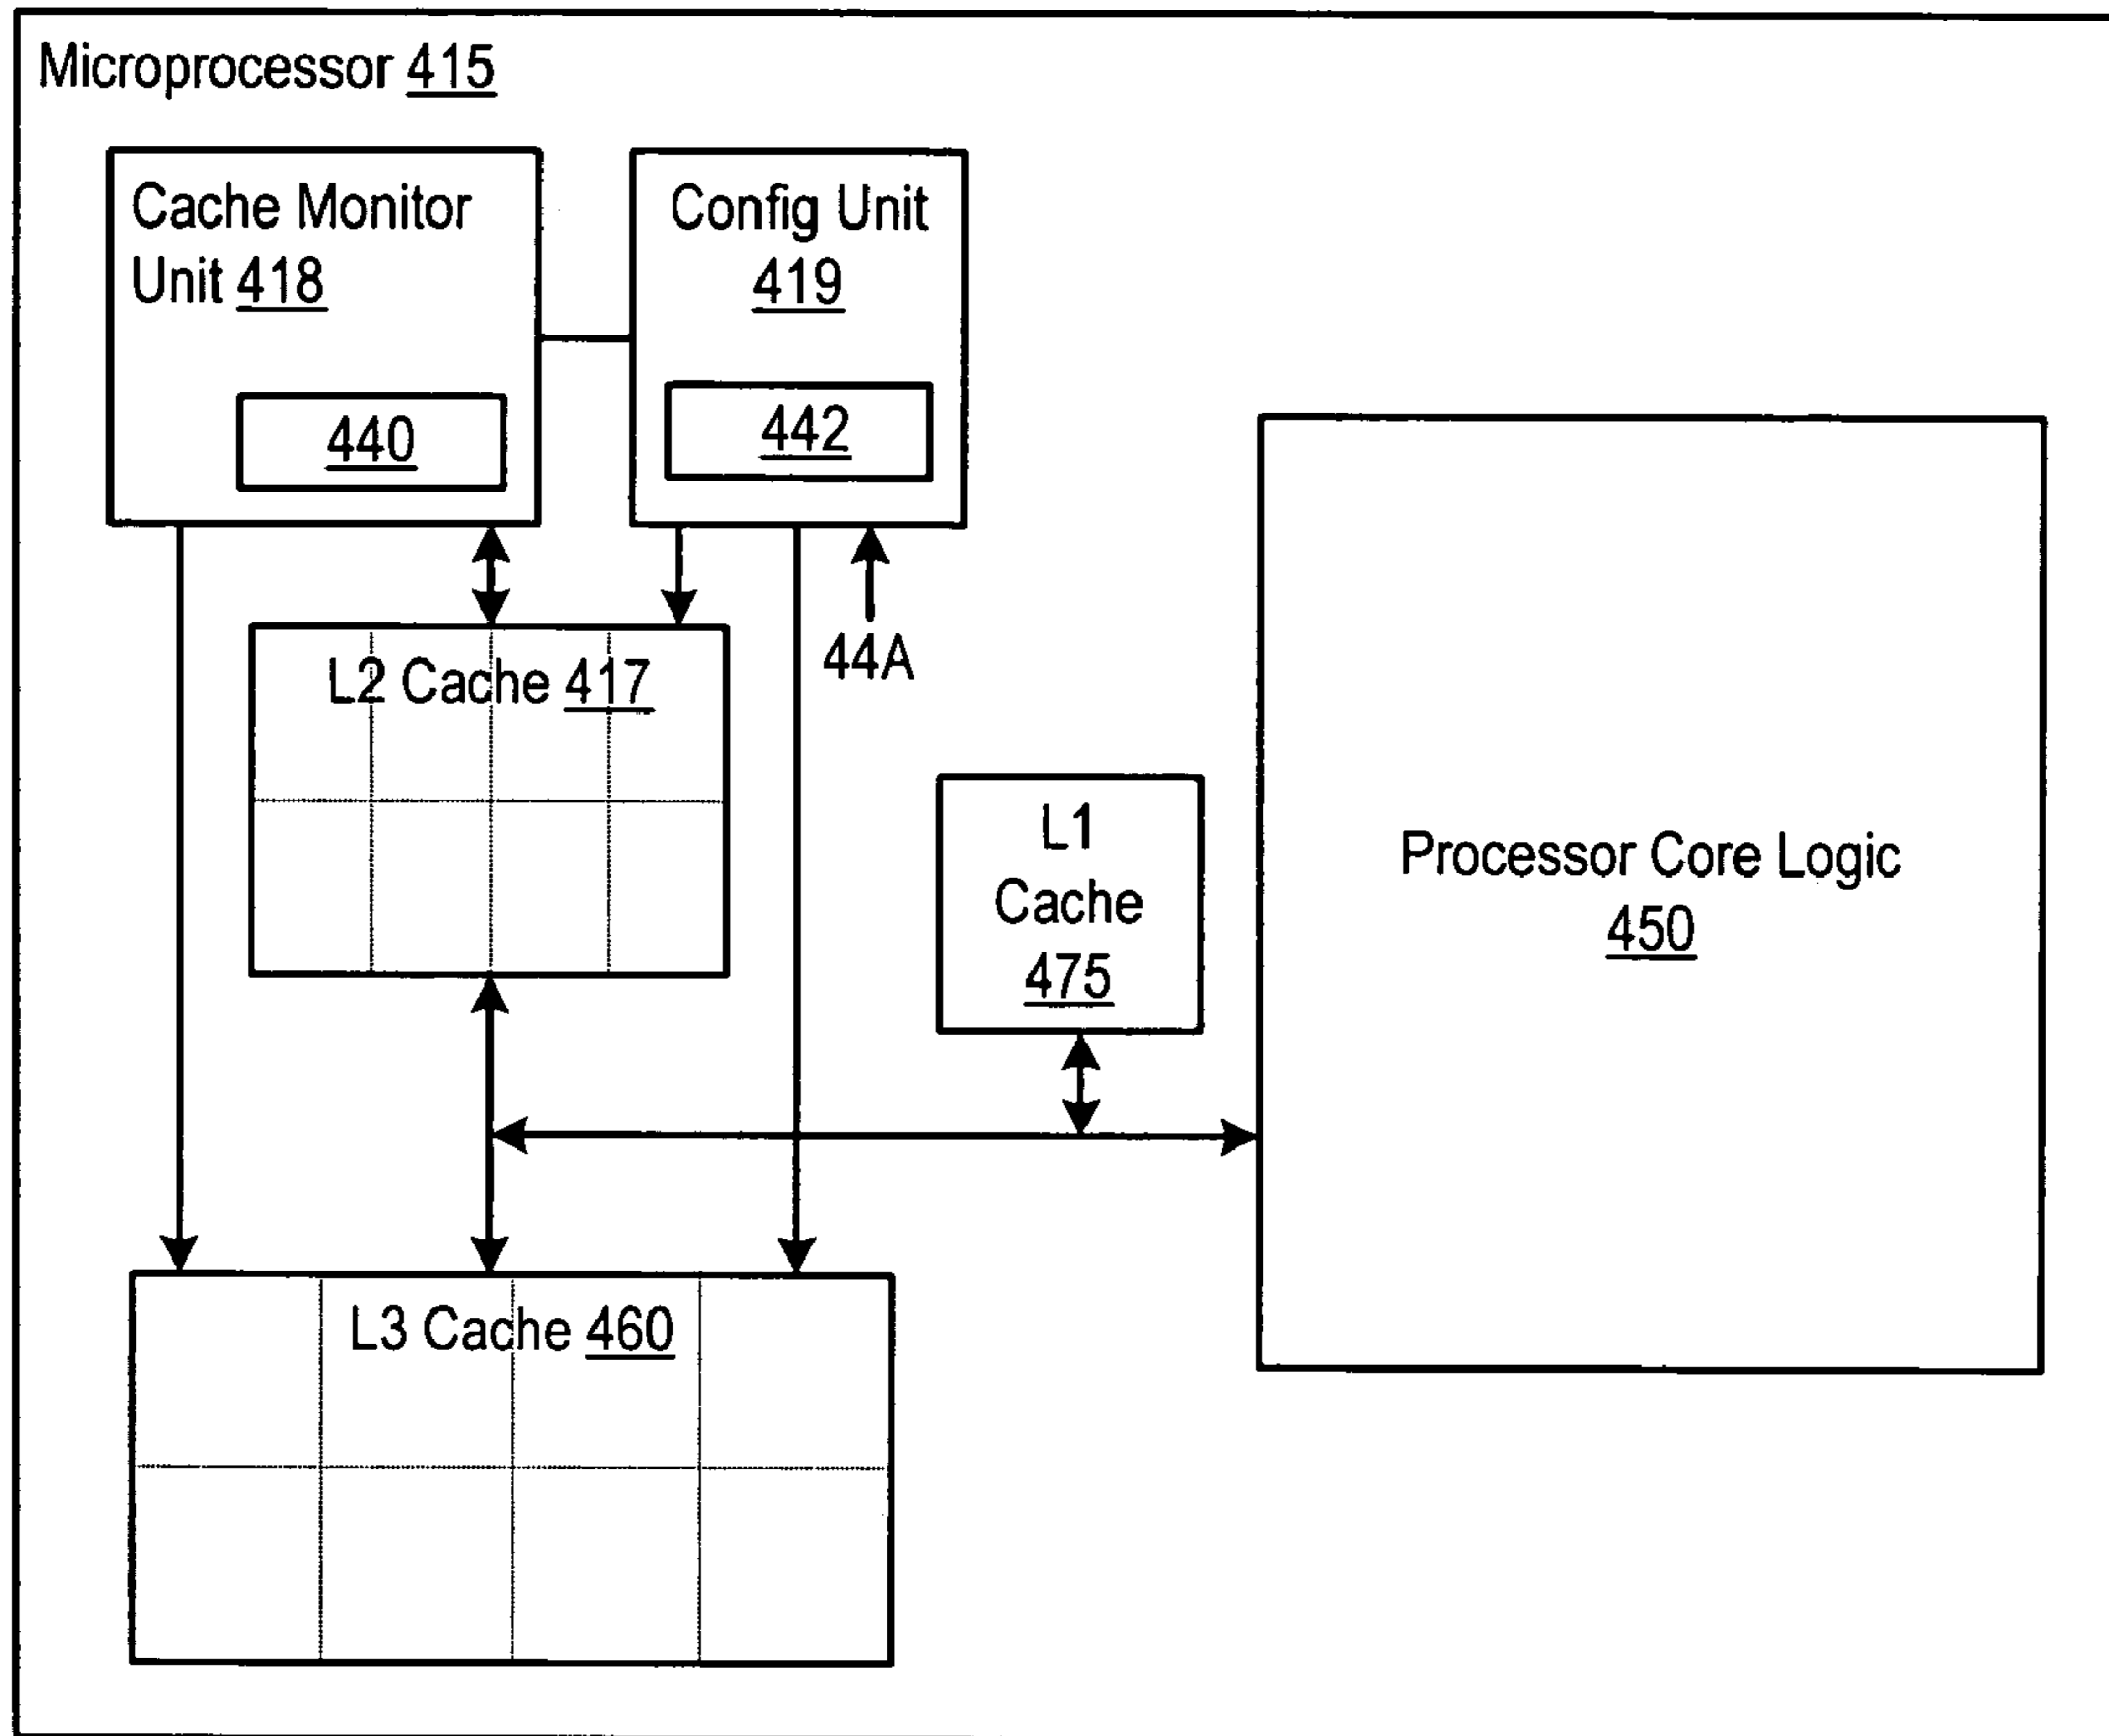 Microprocessor 415
Cache Monitor
Unit 418
440
Config Unit
419
442
44A
L2 Cache 417
L1
Cache
475
Processor Core Logic
450
L3 Cache 460